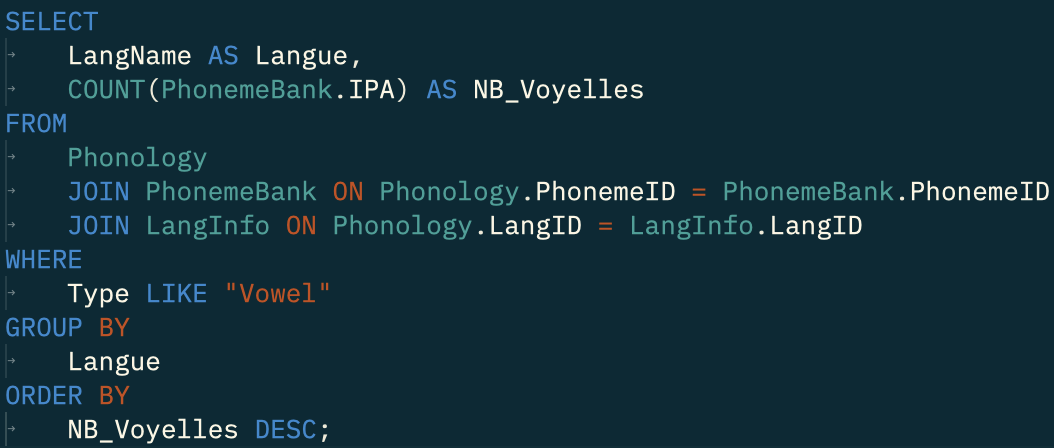 SELECT
LangName AS Langue,
COUNT(PhonemeBank.IPA) AS NB_Voyelles
FROM
Phonology
JOIN PhonemeBank ON Phonology.PhonemeID = PhonemeBank.PhonemeID
JOIN LangInfo ON Phonology.LangID = LangInfo.LangID
WHERE
Type LIKE "Vowel"
GROUP BY
Langue
ORDER BY
NB_Voyelles DESC;